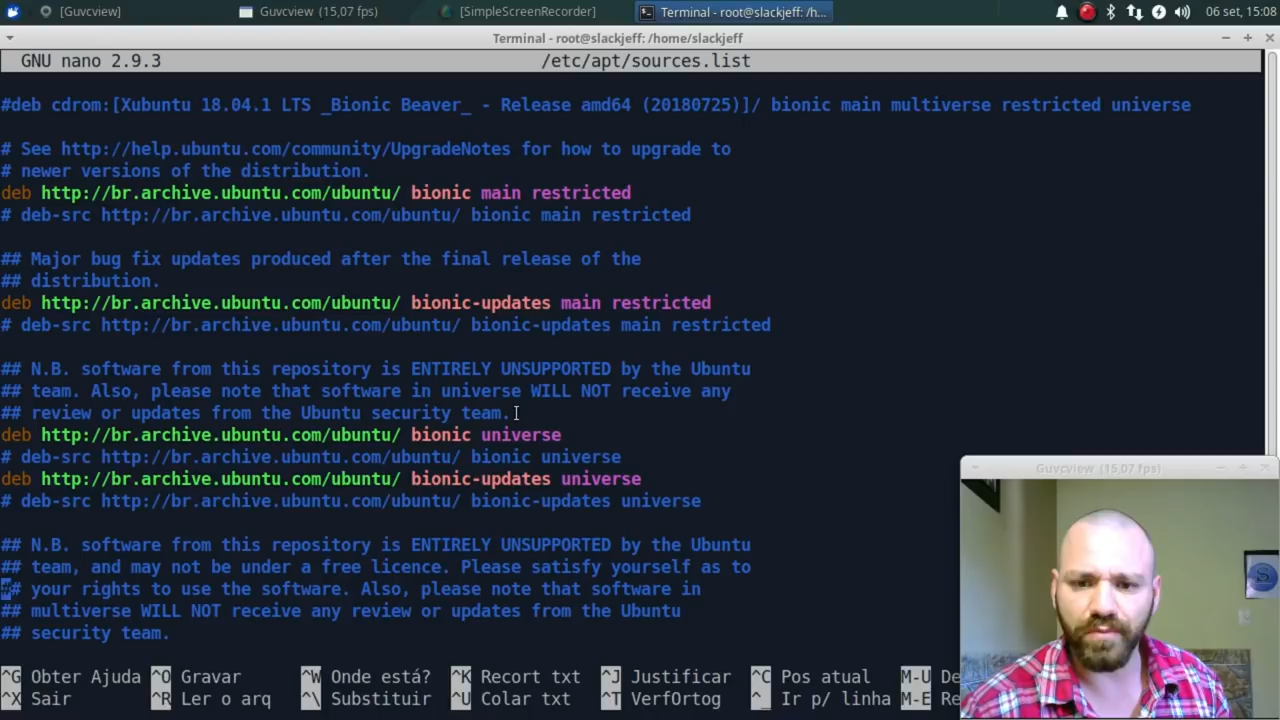 [Guvcview]
Guvcview (15,07 fps)
[SimpleScreenRecorder]
Terminal - root@slackjeff: /h...
06 set, 15:08
Terminal - root@slackjeff: /home/slackjeff
GNU nano 2.9.3 /etc/apt/sources.list
#deb cdrom:[Xubuntu 18.04.1 LTS _Bionic Beaver_ - Release amd64 (20180725)]/ bionic main multiverse restricted universe
# See http://help.ubuntu.com/community/UpgradeNotes for how to upgrade to
# newer versions of the distribution.
deb http://br.archive.ubuntu.com/ubuntu/ bionic main restricted
# deb-src http://br.archive.ubuntu.com/ubuntu/ bionic main restricted
## Major bug fix updates produced after the final release of the
## distribution.
deb http://br.archive.ubuntu.com/ubuntu/ bionic-updates main restricted
# deb-src http://br.archive.ubuntu.com/ubuntu/ bionic-updates main restricted
## N.B. software from this repository is ENTIRELY UNSUPPORTED by the Ubuntu
## team. Also, please note that software in universe WILL NOT receive any
## review or updates from the Ubuntu security team.
deb http://br.archive.ubuntu.com/ubuntu/ bionic universe
# deb-src http://br.archive.ubuntu.com/ubuntu/ bionic universe
deb http://br.archive.ubuntu.com/ubuntu/ bionic-updates universe
# deb-src http://br.archive.ubuntu.com/ubuntu/ bionic-updates universe
## N.B. software from this repository is ENTIRELY UNSUPPORTED by the Ubuntu
## team, and may not be under a free licence. Please satisfy yourself as to
## your rights to use the software. Also, please note that software in
## multiverse WILL NOT receive any review or updates from the Ubuntu
## security team.
Guvcview (15,07 fps)
^G Obter Ajuda ^O Gravar ^W Onde está? ^K Recort txt ^J Justificar ^C Pos atual M-U De
^X Sair ^R Ler o arq ^\ Substituir ^U Colar txt ^T VerfOrtog ^_ Ir p/ linha M-E Re